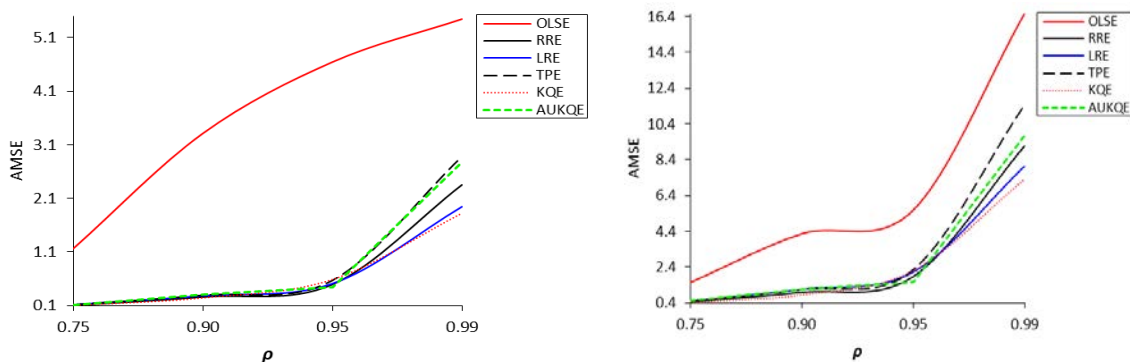 5.1
4.1
3.1
2.1
1.1
0.1
AMSE
0.75 0.90 0.95 0.99
ρ
OLSE
RRE
LRE
TPE
KQE
AUKQE
16.4
14.4
12.4
10.4
8.4
6.4
4.4
2.4
0.4
AMSE
0.75 0.90 0.95 0.99
ρ
OLSE
RRE
LRE
TPE
KQE
AUKQE